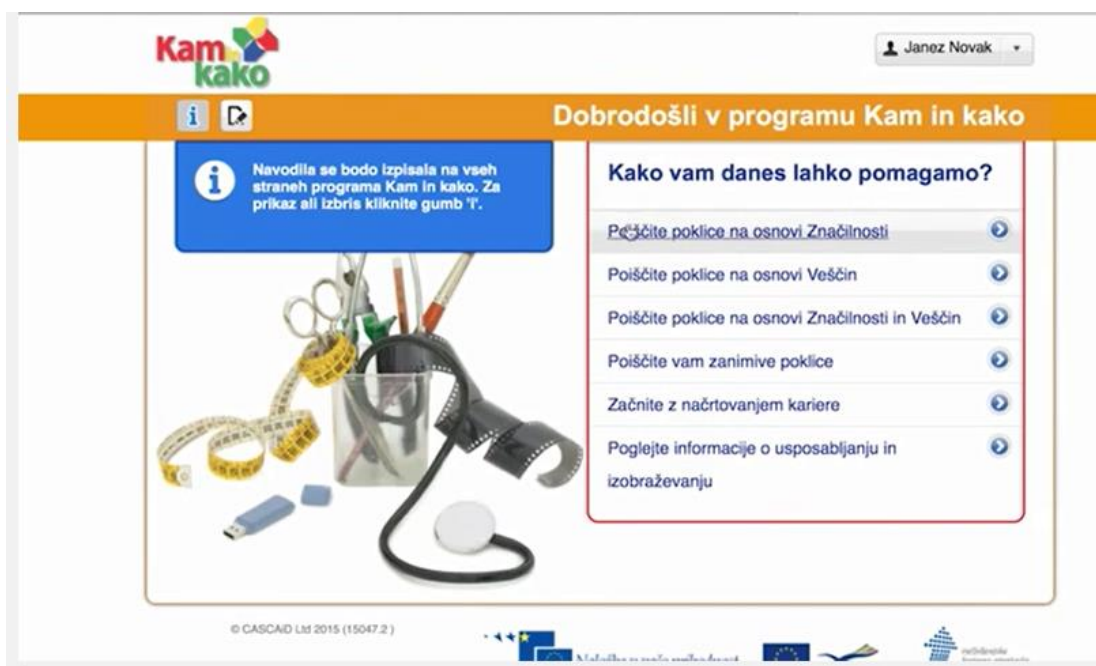 Kam
kako
Janez Novak
i
Dobrodošli v programu Kam in kako
i
Navodila se bodo izpisala na vseh
straneh programa Kam in kako. Za
prikaz ali izbris kliknite gumb 'i'.
Kako vam danes lahko pomagamo?
Poiščite poklice na osnovi Značilnosti
Poiščite poklice na osnovi Veščin
Poiščite poklice na osnovi Značilnosti in Veščin
Poiščite vam zanimive poklice
Začnite z načrtovanjem kariere
Poglejte informacije o usposabljanju in
izobraževanju
© CASCAiD Ltd 2015 (15047.2 )